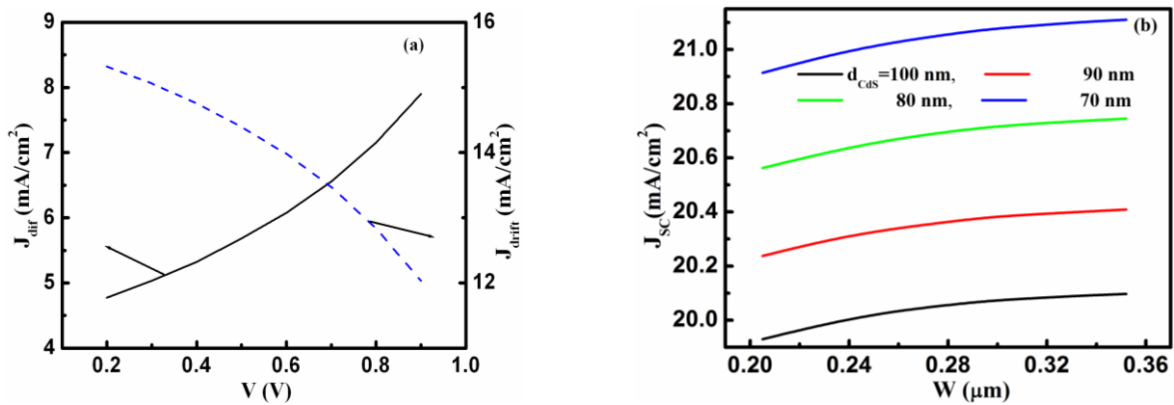 (a)
9
8
7
6
5
4
J_dif (mA/cm²)
16
14
12
J_drift (mA/cm²)
0.2 0.4 0.6 0.8 1.0
V (V)
(b)
21.0
20.8
20.6
20.4
20.2
20.0
J_SC (mA/cm²)
d_CdS=100 nm, 90 nm
80 nm, 70 nm
0.20 0.24 0.28 0.32 0.36
W (μm)